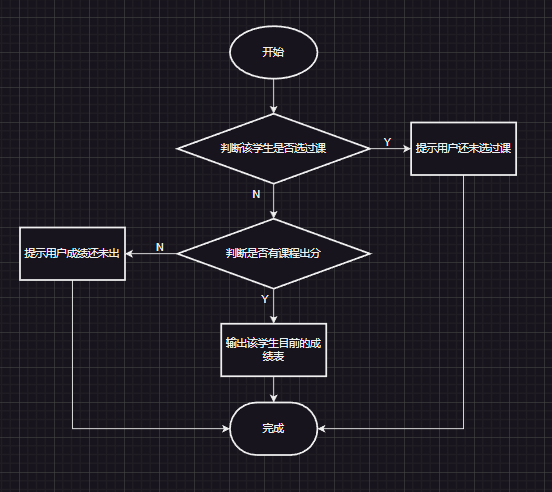 开始
判断该学生是否选过课
Y
提示用户还未选过课
N
提示用户成绩还未出
N
判断是否有课程出分
Y
输出该学生目前的成
绩表
完成